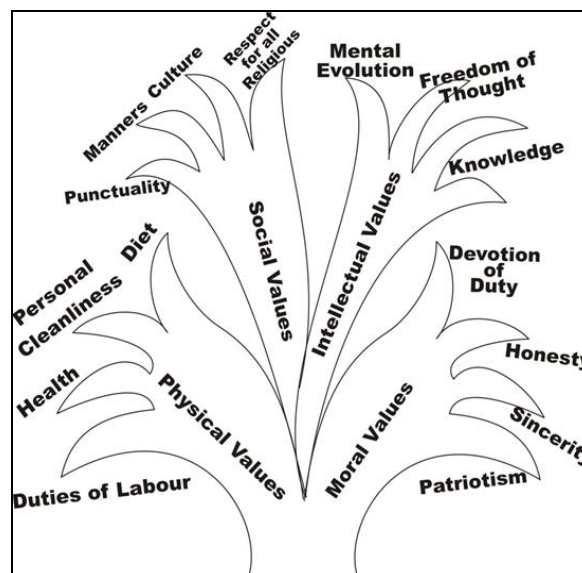 Respect
for all
Religious
Culture
Manners
Punctuality
Social Values
Mental
Evolution
Freedom of
Thought
Knowledge
Intellectual Values
Diet
Personal
Cleanliness
Health
Duties of Labour
Physical Values
Devotion
of
Duty
Honesty
Sincerity
Patriotism
Moral Values